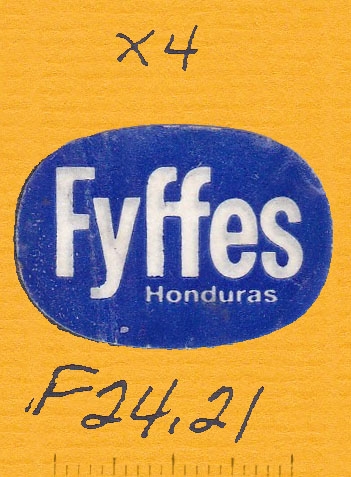 x4
Fyffes
Honduras
F24.21